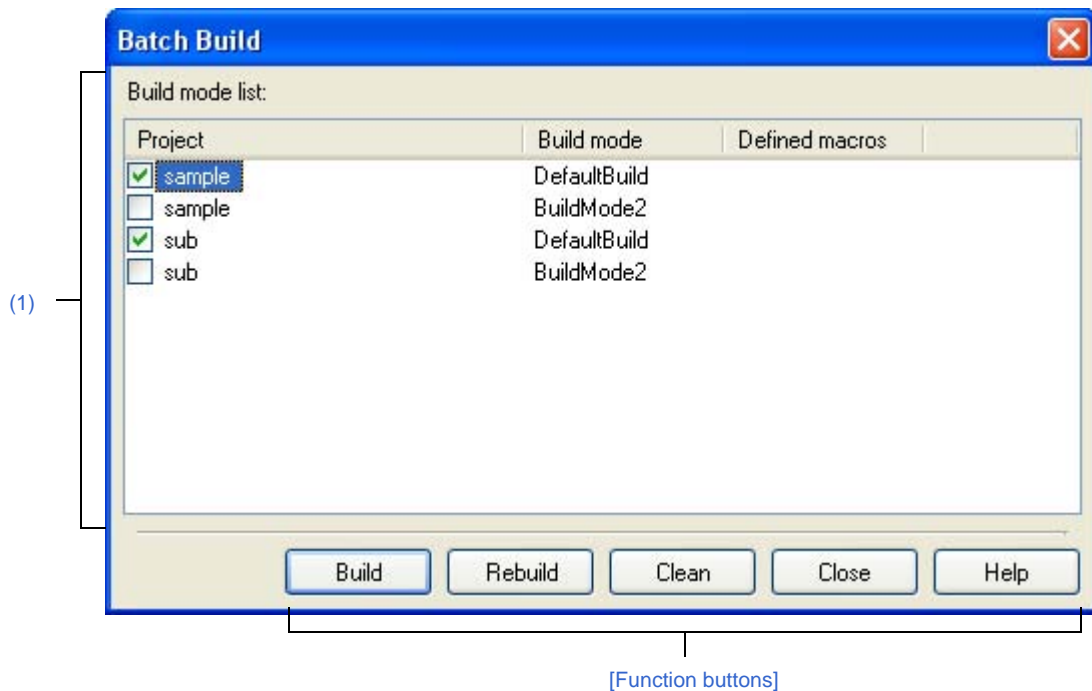 Batch Build
Build mode list:
Project Build mode Defined macros
sample DefaultBuild
sample BuildMode2
sub DefaultBuild
sub BuildMode2
(1)
Build Rebuild Clean Close Help
[Function buttons]